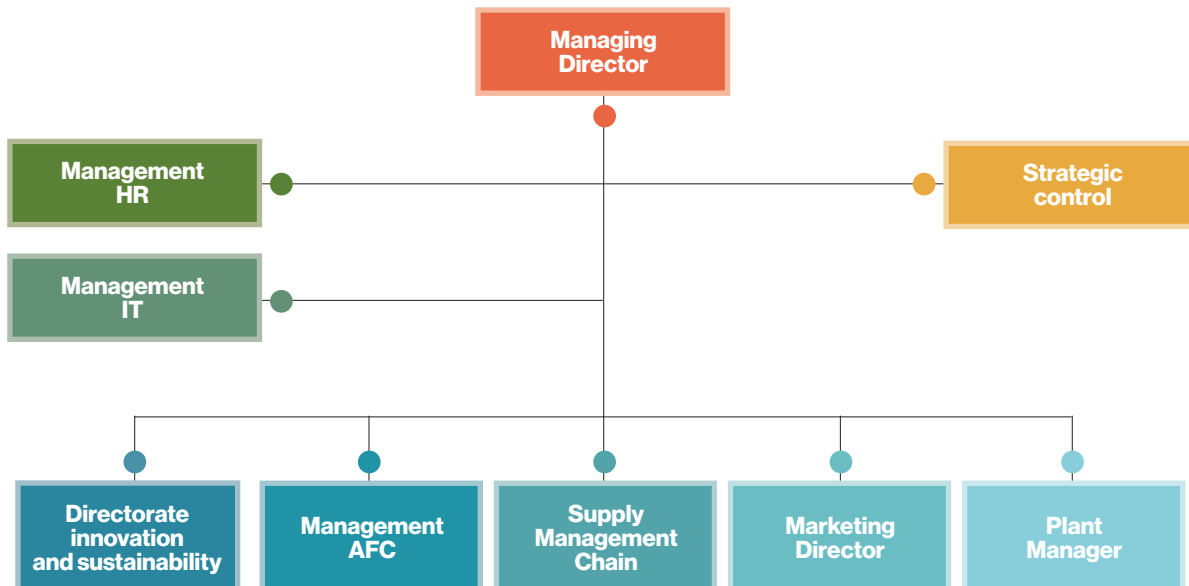 Managing
Director
Management
HR
Strategic
control
Management
IT
Directorate
innovation
and sustainability
Management
AFC
Supply
Management
Chain
Marketing
Director
Plant
Manager